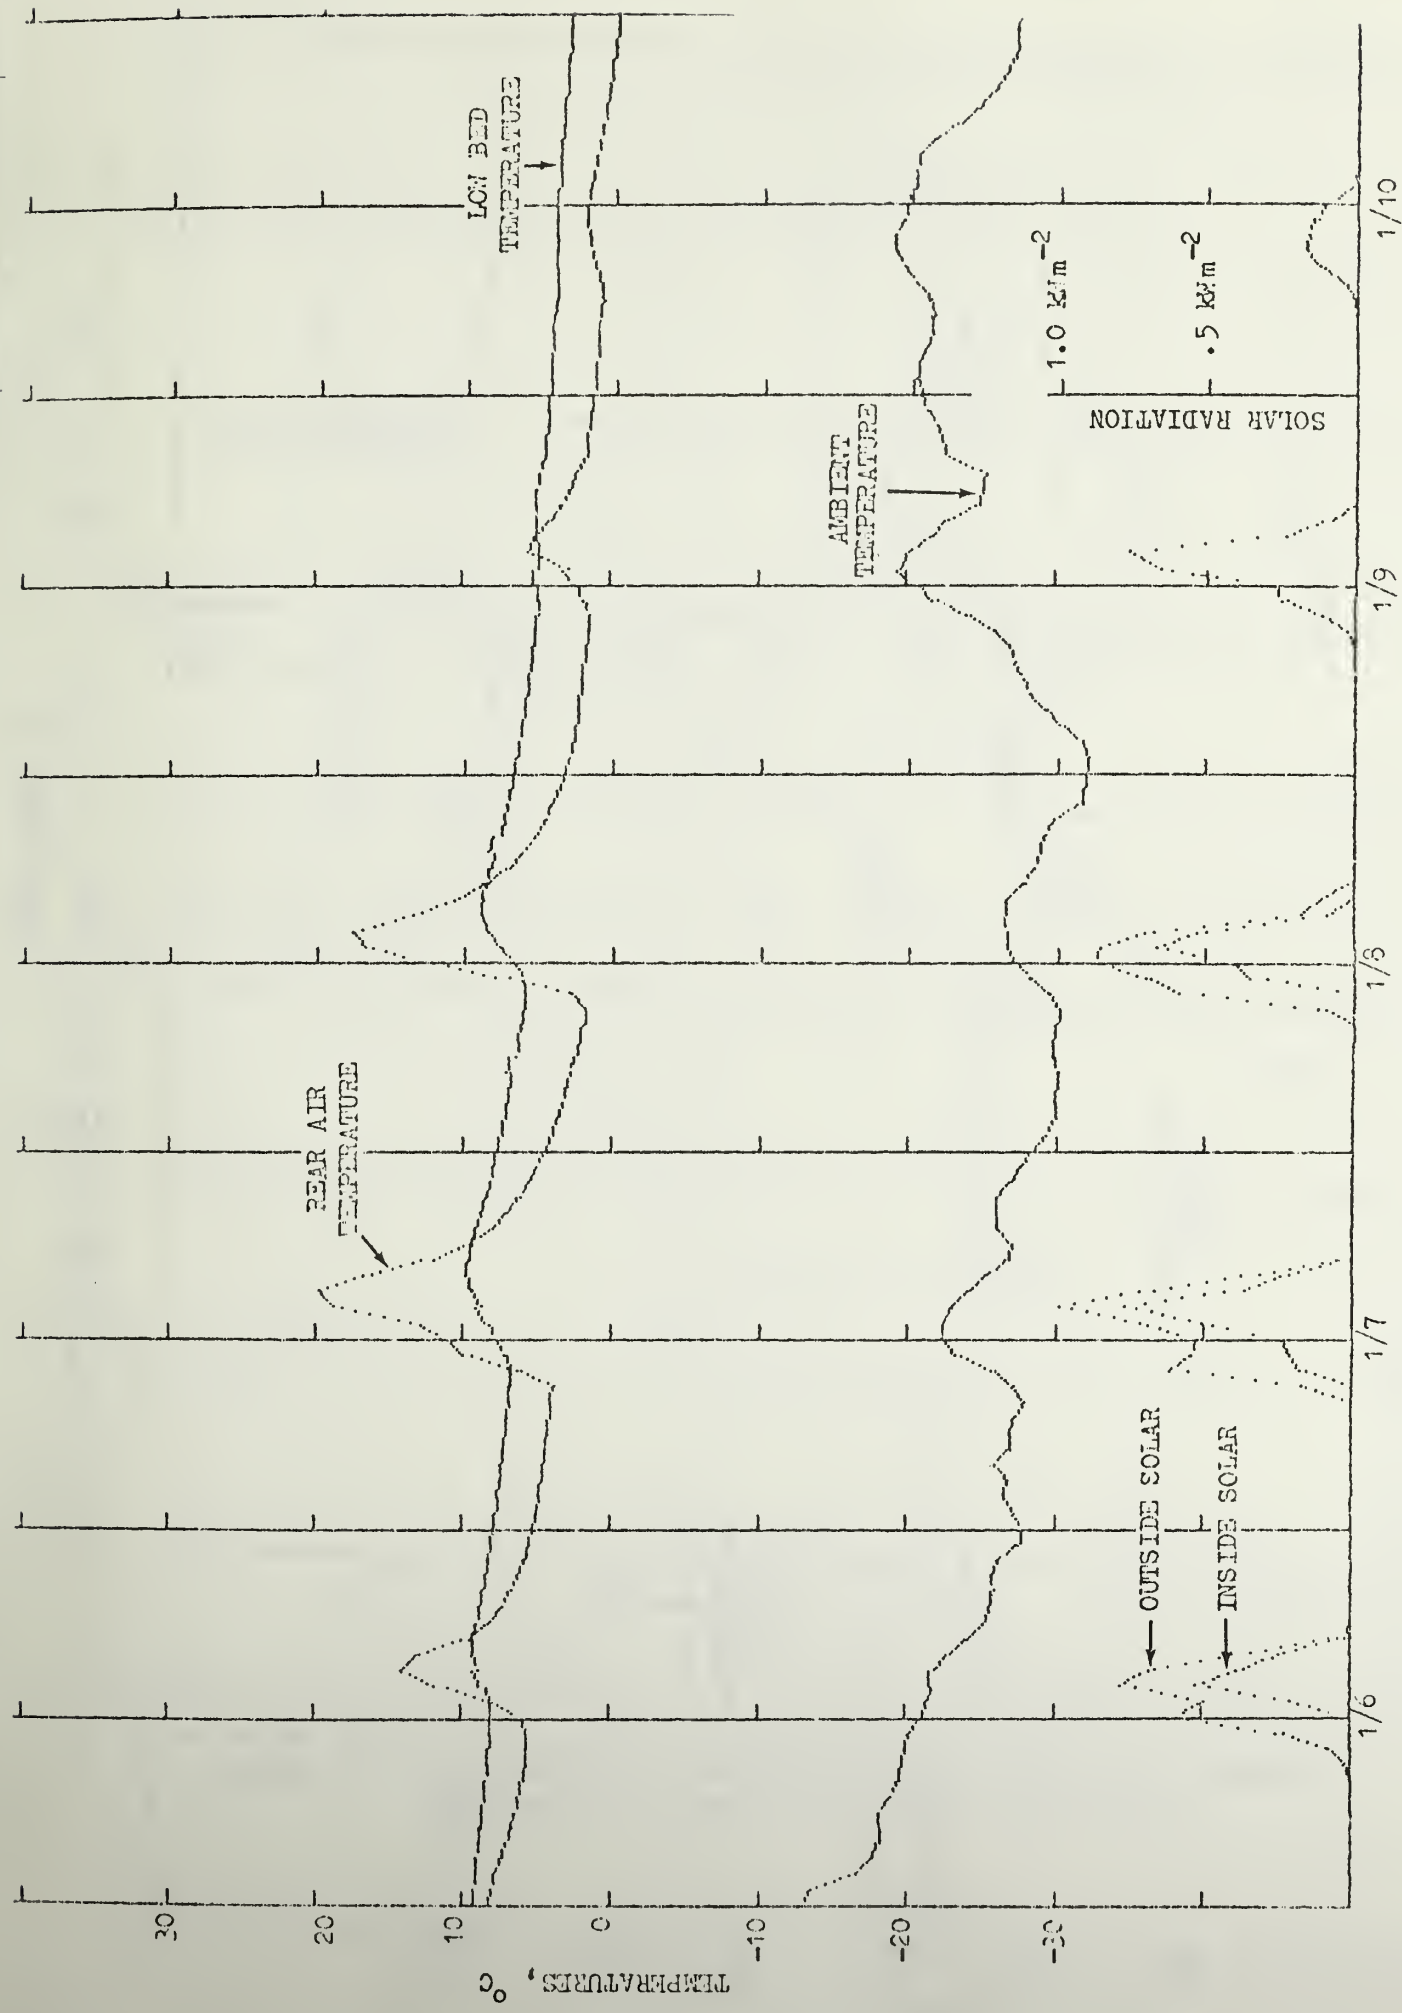 TEMPERATURES, °C
30
20
10
0
-10
-20
-30
REAR AIR
TEMPERATURE
LOW BED
TEMPERATURE
AMBIENT
TEMPERATURE
OUTSIDE SOLAR
INSIDE SOLAR
SOLAR RADIATION
1.0 kWm-2
.5 kWm-2
1/6
1/7
1/8
1/9
1/10